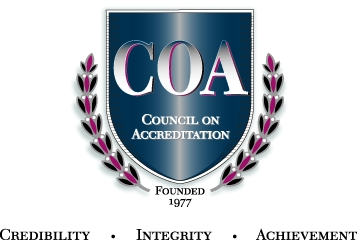 COA
COUNCIL ON
ACCREDITATION
FOUNDED
1977
CREDIBILITY • INTEGRITY • ACHIEVEMENT